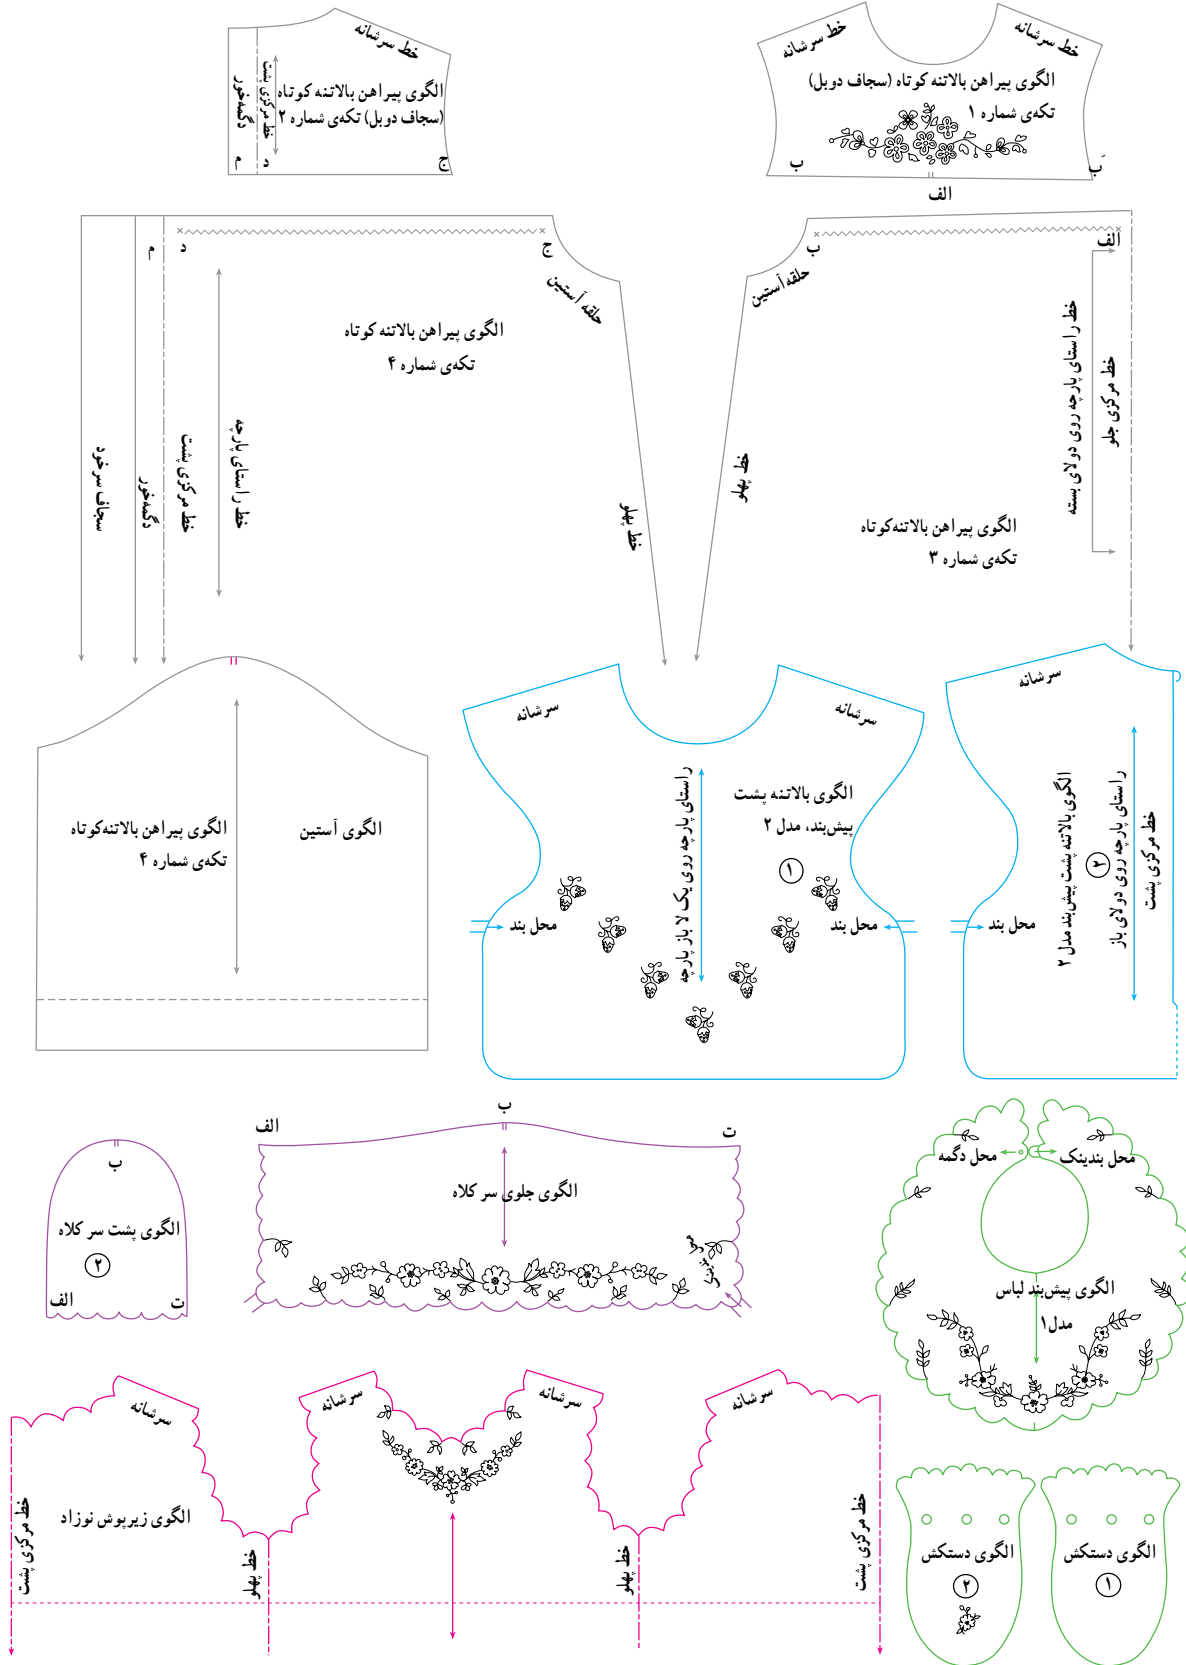 خط سرشانه
خط سرشانه
الگوی پیراهن بالاتنه کوتاه (سجاف دوبل)
تکه‌ی شماره ۱
ب
ب
الف
خط سرشانه
الگوی پیراهن بالاتنه کوتاه
(سجاف دوبل) تکه‌ی شماره ۲
خط مرکزی پشت
دگمه‌خور
ج
د
م
الف
ب
حلقه آستین
خط راستای پارچه روی دولای بسته
خط مرکزی جلو
خط پهلو
الگوی پیراهن بالاتنه‌کوتاه
تکه‌ی شماره ۳
ج
د
م
حلقه آستین
الگوی پیراهن بالاتنه کوتاه
تکه‌ی شماره ۴
خط راستای پارچه
خط مرکزی پشت
دگمه‌خور
سجاف سرخود
خط پهلو
سرشانه
الگوی بالاتنه پشت پیش‌بند مدل ۲
۲
راستای پارچه روی دولای باز
خط مرکزی پشت
محل بند
سرشانه
سرشانه
الگوی بالاتنه پشت
پیش‌بند، مدل ۲
۱
راستای پارچه روی یک لا باز پارچه
محل بند
محل بند
الگوی آستین
الگوی پیراهن بالاتنه‌کوتاه
تکه‌ی شماره ۴
محل بندینک
محل دگمه
الگوی پیش‌بند لباس
مدل۱
ب
الف
ت
الگوی جلوی سر کلاه
محل بندینک
ب
الگوی پشت سر کلاه
۲
ت
الف
سرشانه
سرشانه
سرشانه
سرشانه
خط مرکزی پشت
خط پهلو
خط پهلو
الگوی زیرپوش نوزاد
خط مرکزی پشت
الگوی دستکش
۱
الگوی دستکش
۲